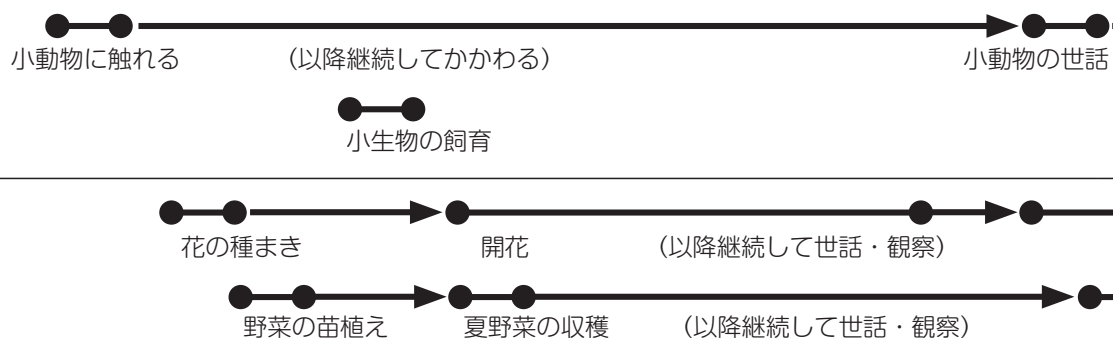 小動物に触れる (以降継続してかかわる) 小動物の世話
小生物の飼育
花の種まき 開花 (以降継続して世話・観察)
野菜の苗植え 夏野菜の収穫 (以降継続して世話・観察)